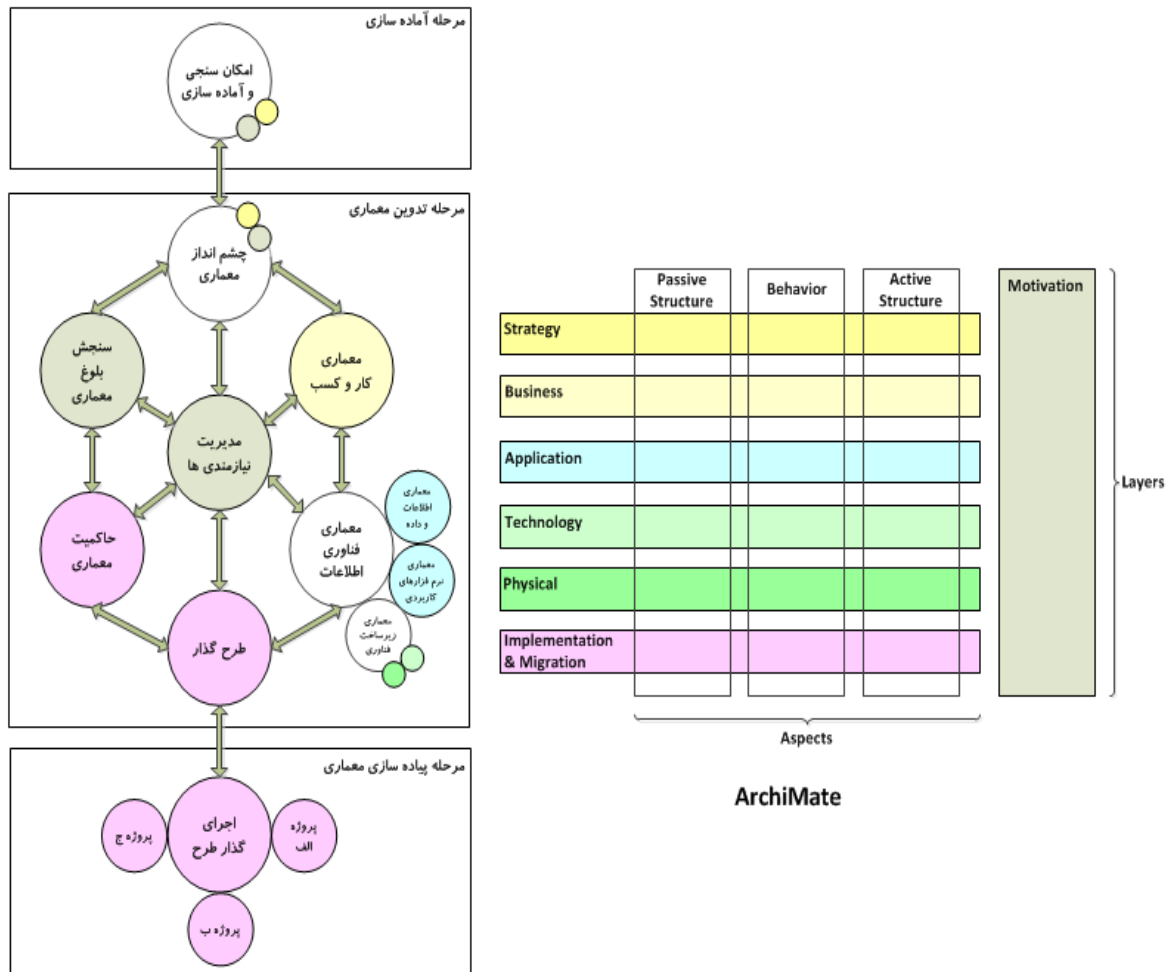 مرحله آماده سازی
امکان سنجی
و آماده سازی
مرحله تدوین معماری
چشم انداز
معماری
سنجش
بلوغ
معماری
معماری
کار و کسب
مدیریت
نیازمندی ها
حاکمیت
معماری
معماری
فناوری
اطلاعات
معماری
اطلاعات
و داده
معماری
نرم افزارهای
کاربردی
معماری
زیرساخت
فناوری
طرح گذار
مرحله پیاده سازی معماری
اجرای
گذار طرح
پروژه
الف
پروژه ج
پروژه ب
Passive
Structure
Behavior
Active
Structure
Motivation
Strategy
Business
Application
Technology
Physical
Implementation
& Migration
Layers
Aspects
ArchiMate